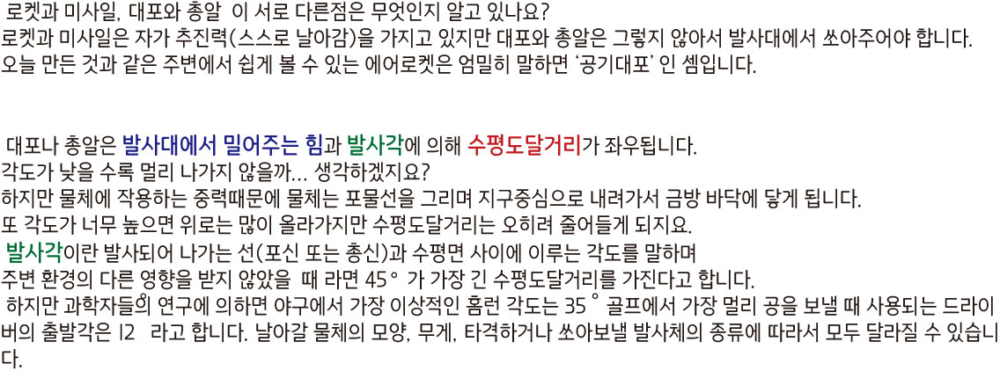 로켓과 미사일, 대포와 총알 이 서로 다른점은 무엇인지 알고 있나요?
로켓과 미사일은 자가 추진력(스스로 날아감)을 가지고 있지만 대포와 총알은 그렇지 않아서 발사대에서 쏘아주어야 합니다.
오늘 만든 것과 같은 주변에서 쉽게 볼 수 있는 에어로켓은 엄밀히 말하면 ‘공기대포’ 인 셈입니다.
대포나 총알은 발사대에서 밀어주는 힘과 발사각에 의해 수평도달거리가 좌우됩니다.
각도가 낮을 수록 멀리 나가지 않을까... 생각하겠지요?
하지만 물체에 작용하는 중력때문에 물체는 포물선을 그리며 지구중심으로 내려가서 금방 바닥에 닿게 됩니다.
또 각도가 너무 높으면 위로는 많이 올라가지만 수평도달거리는 오히려 줄어들게 되지요.
발사각이란 발사되어 나가는 선(포신 또는 총신)과 수평면 사이에 이루는 각도를 말하며
주변 환경의 다른 영향을 받지 않았을 때 라면 45° 가 가장 긴 수평도달거리를 가진다고 합니다.
하지만 과학자들의 연구에 의하면 야구에서 가장 이상적인 홈런 각도는 35° 골프에서 가장 멀리 공을 보낼 때 사용되는 드라이
버의 출발각은 12° 라고 합니다. 날아갈 물체의 모양, 무게, 타격하거나 쏘아보낼 발사체의 종류에 따라서 모두 달라질 수 있습니
다.